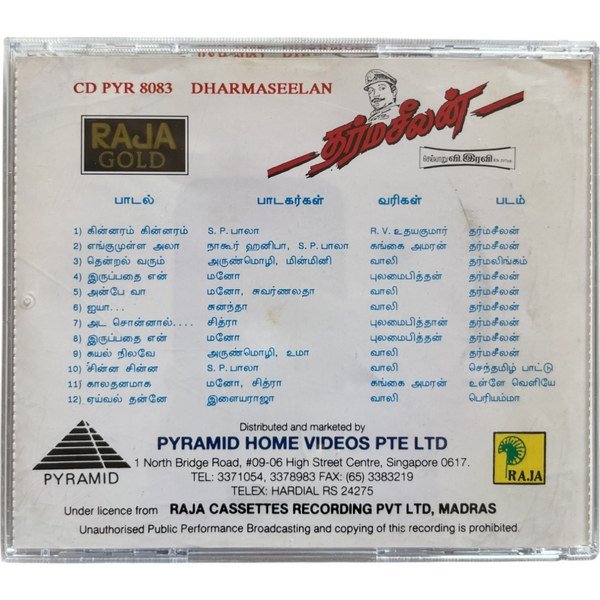 CD PYR 8083 DHARMASEELAN
RAJA
GOLD
தர்மசீலன்
பாடல் பாடகர்கள் வரிகள் படம்
1) கின்னரம் கின்னரம் S. P. பாலா R. V. உதயகுமார் தர்மசீலன்
2) எங்குமுள்ள அலா நாகூர் ஹனிபா, S. P. பாலா கங்கை அமரன் தர்மசீலன்
3) தென்றல் வரும் அருண்மொழி, மின்மினி வாலி தர்மலிங்கம்
4) இருப்பதை என் மனோ புலமைபித்தன் தர்மசீலன்
5) அன்பே வா மனோ, சுவர்ணலதா வாலி தர்மசீலன்
6) ஐயா... சுனந்தா வாலி தர்மசீலன்
7) அட சொன்னால்.... சித்ரா புலமைபித்தான் தர்மசீலன்
8) இருப்பதை என் மனோ புலமைபித்தன் தர்மசீலன்
9) கயல் நிலவே அருண்மொழி, உமா வாலி தர்மசீலன்
10) சின்ன சின்ன S. P. பாலா வாலி செந்தமிழ் பாட்டு
11) காலதனமாக மனோ, சித்ரா கங்கை அமரன் உள்ளே வெளியே
12) ஏய்வல் தன்னே இளையராஜா வாலி பெரியம்மா
Distributed and marketed by
PYRAMID HOME VIDEOS PTE LTD
1 North Bridge Road, #09-06 High Street Centre, Singapore 0617.
TEL: 3371054, 3378983 FAX: (65) 3383219
TELEX: HARDIAL RS 24275
PYRAMID
RAJA
Under licence from RAJA CASSETTES RECORDING PVT LTD, MADRAS
Unauthorised Public Performance Broadcasting and copying of this recording is prohibited.